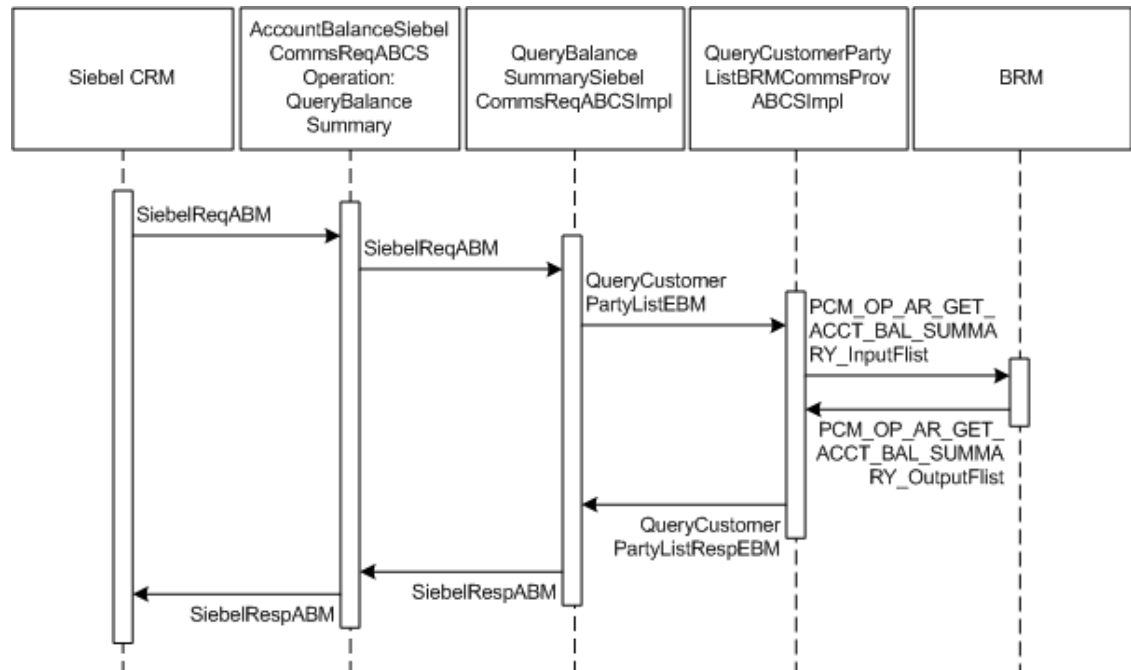 Siebel CRM
AccountBalanceSiebel
CommsReqABCS
Operation:
QueryBalance
Summary
QueryBalance
SummarySiebel
CommsReqABCSImpl
QueryCustomerParty
ListBRMCommsProv
ABCSImpl
BRM
SiebelReqABM
SiebelReqABM
QueryCustomer
PartyListEBM
PCM_OP_AR_GET_
ACCT_BAL_SUMMA
RY_InputFlist
PCM_OP_AR_GET_
ACCT_BAL_SUMMA
RY_OutputFlist
QueryCustomer
PartyListRespEBM
SiebelRespABM
SiebelRespABM